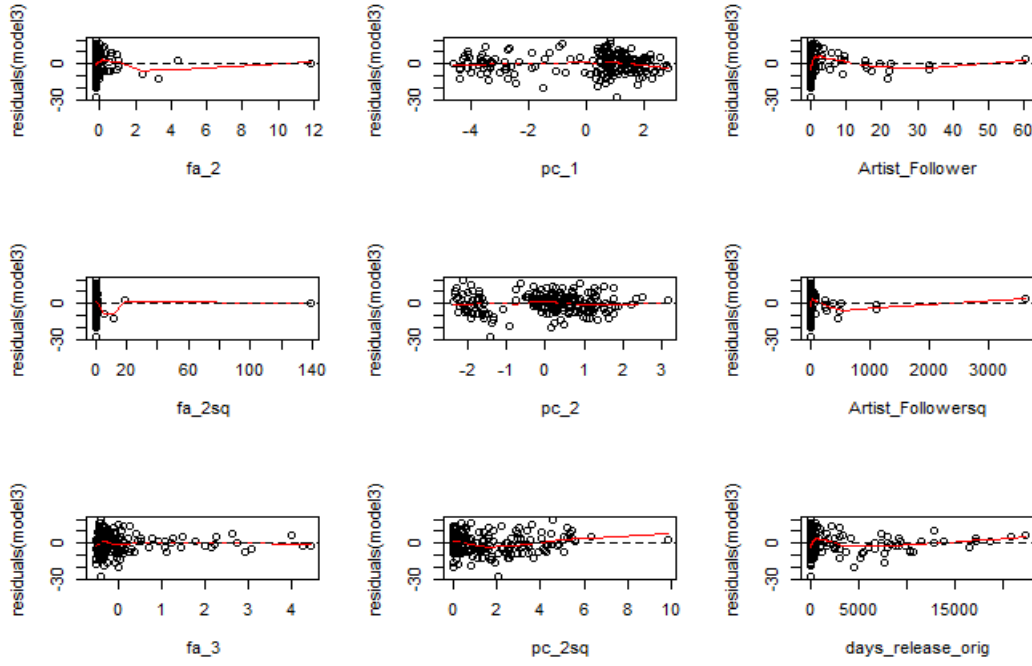 residuals(model3)
0
-30
0 2 4 6 8 10 12
fa_2
residuals(model3)
0
-30
-4 -2 0 2
pc_1
residuals(model3)
0
-30
0 10 20 30 40 50 60
Artist_Follower
residuals(model3)
0
-30
0 20 60 100 140
fa_2sq
residuals(model3)
0
-30
-2 -1 0 1 2 3
pc_2
residuals(model3)
0
-30
0 1000 2000 3000
Artist_Followersq
residuals(model3)
0
-30
0 1 2 3 4
fa_3
residuals(model3)
0
-30
0 2 4 6 8 10
pc_2sq
residuals(model3)
0
-30
0 5000 15000
days_release_orig